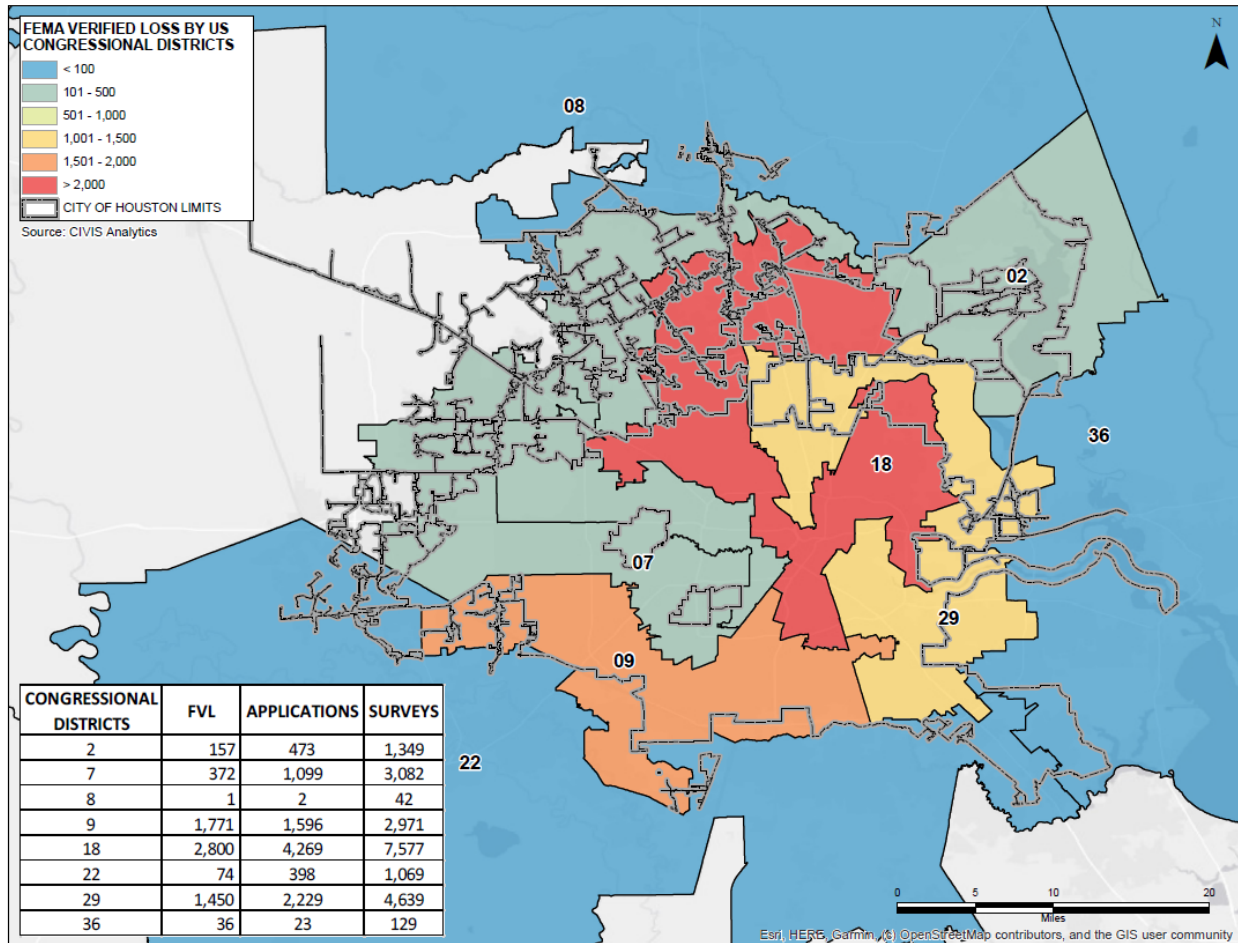 FEMA VERIFIED LOSS BY US
CONGRESSIONAL DISTRICTS
< 100
101 - 500
501 - 1,000
1,001 - 1,500
1,501 - 2,000
> 2,000
CITY OF HOUSTON LIMITS
Source: CIVIS Analytics
N
08
02
36
18
07
29
09
22
CONGRESSIONAL DISTRICTS FVL APPLICATIONS SURVEYS
2 157 473 1,349
7 372 1,099 3,082
8 1 2 42
9 1,771 1,596 2,971
18 2,800 4,269 7,577
22 74 398 1,069
29 1,450 2,229 4,639
36 36 23 129
0 5 10 20
Miles
Esri, HERE, Garmin, (c) OpenStreetMap contributors, and the GIS user community